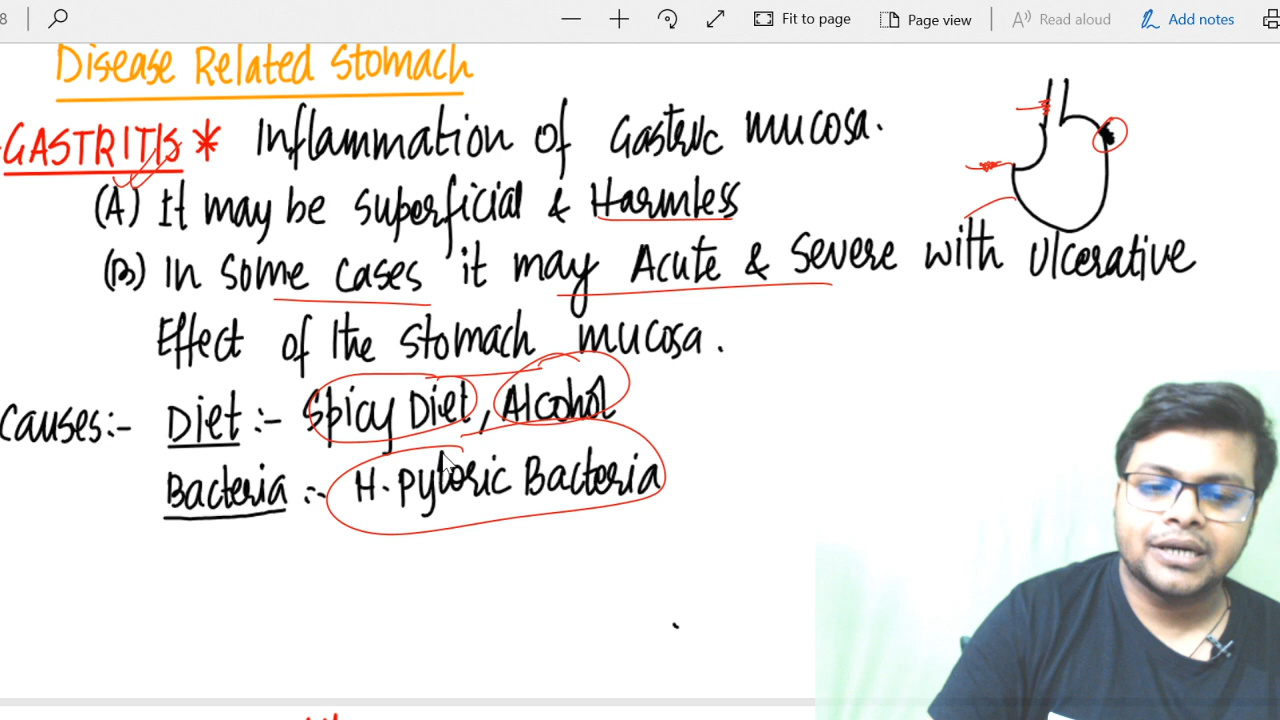 8 Fit to page Page view Read aloud Add notes
Disease Related Stomach
GASTRITIS * Inflammation of Gastric mucosa.
(A) It may be superficial & Harmless
(B) In some cases it may Acute & Severe with Ulcerative
Effect of the stomach mucosa.
Causes:- Diet :- Spicy Diet, Alcohol
Bacteria :- H. Pyloric Bacteria